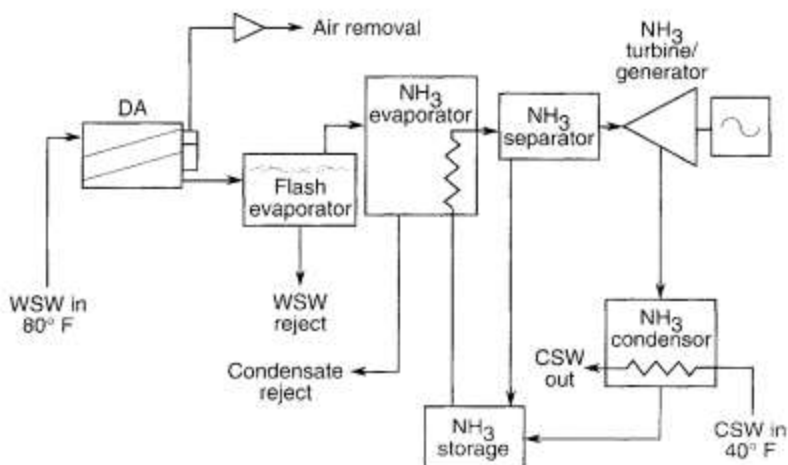 Air removal
NH3
turbine/
generator
DA
NH3
evaporator
NH3
separator
Flash
evaporator
WSW in
80° F
WSW
reject
NH3
condensor
Condensate
reject
CSW
out
NH3
storage
CSW in
40° F